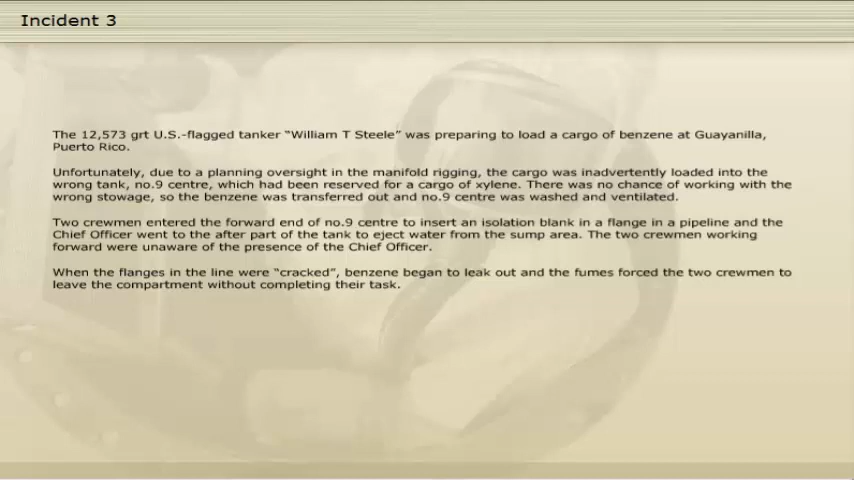 Incident 3
The 12,573 grt U.S.-flagged tanker “William T Steele” was preparing to load a cargo of benzene at Guayanilla,
Puerto Rico.
Unfortunately, due to a planning oversight in the manifold rigging, the cargo was inadvertently loaded into the
wrong tank, no.9 centre, which had been reserved for a cargo of xylene. There was no chance of working with the
wrong stowage, so the benzene was transferred out and no.9 centre was washed and ventilated.
Two crewmen entered the forward end of no.9 centre to insert an isolation blank in a flange in a pipeline and the
Chief Officer went to the after part of the tank to eject water from the sump area. The two crewmen working
forward were unaware of the presence of the Chief Officer.
When the flanges in the line were “cracked”, benzene began to leak out and the fumes forced the two crewmen to
leave the compartment without completing their task.